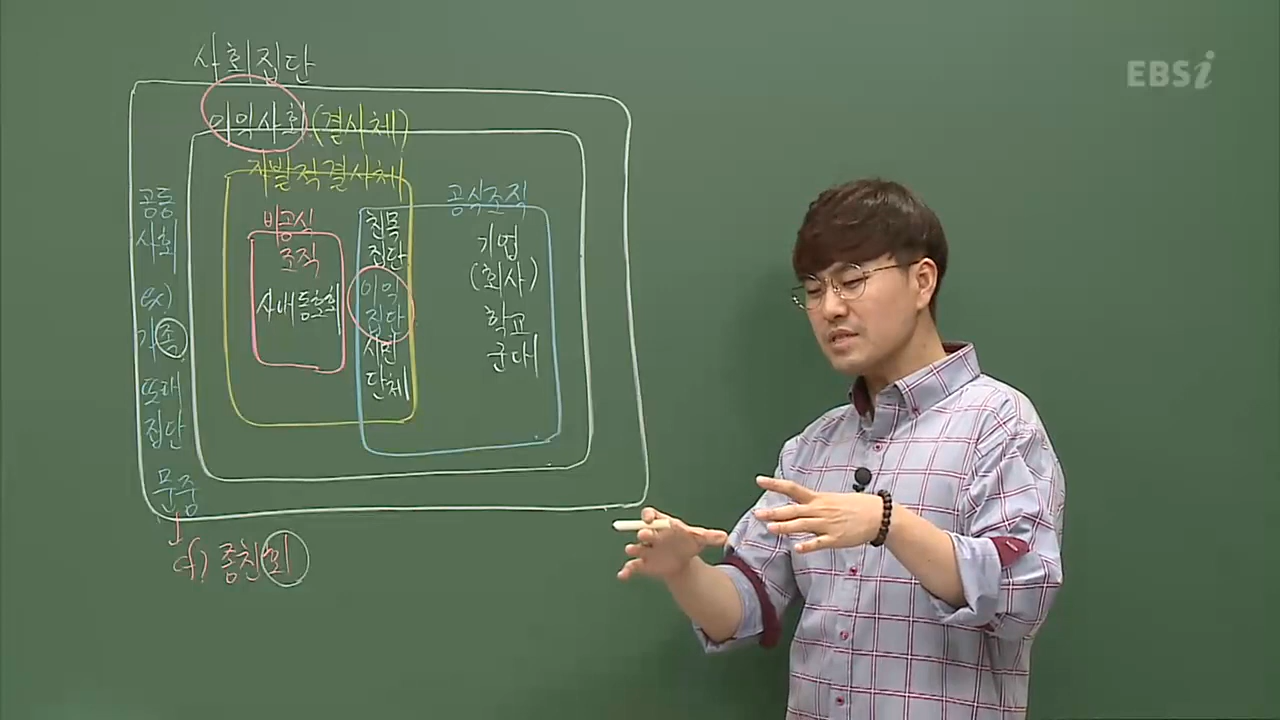 사회집단
EBSi
이익사회 (결사체)
자발적결사체
공동
사회
ex)
가족
또래
집단
문중
비공식
조직
사내동호회
친목
집단
이익
집단
시민
단체
공식조직
기업
(회사)
학교
군대
cf) 종친회